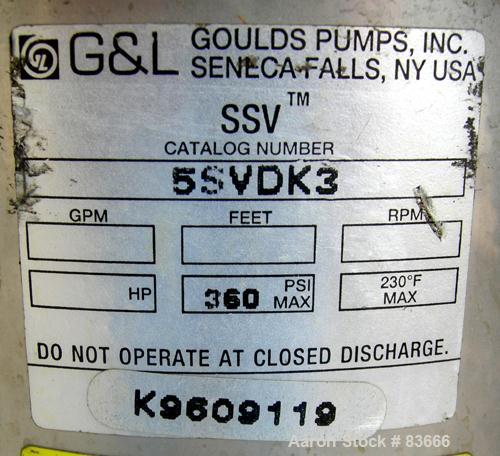 G&L GOULDS PUMPS, INC.
SENECA FALLS, NY USA
SSV™
CATALOG NUMBER
5SVDK3
GPM FEET RPM
HP 360 PSI MAX 230°F MAX
DO NOT OPERATE AT CLOSED DISCHARGE.
K9609119
Aaron Stock # 83666